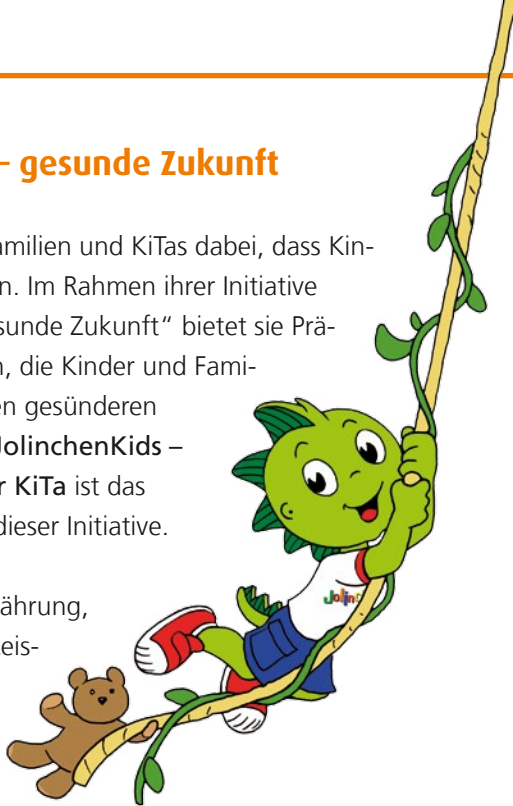 – gesunde Zukunft
amilien und KiTas dabei, dass Kin-
n. Im Rahmen ihrer Initiative
sunde Zukunft“ bietet sie Prä-
n, die Kinder und Fami-
en gesünderen
JolinchenKids –
r KiTa ist das
dieser Initiative.
ährung,
eis-
Jolin